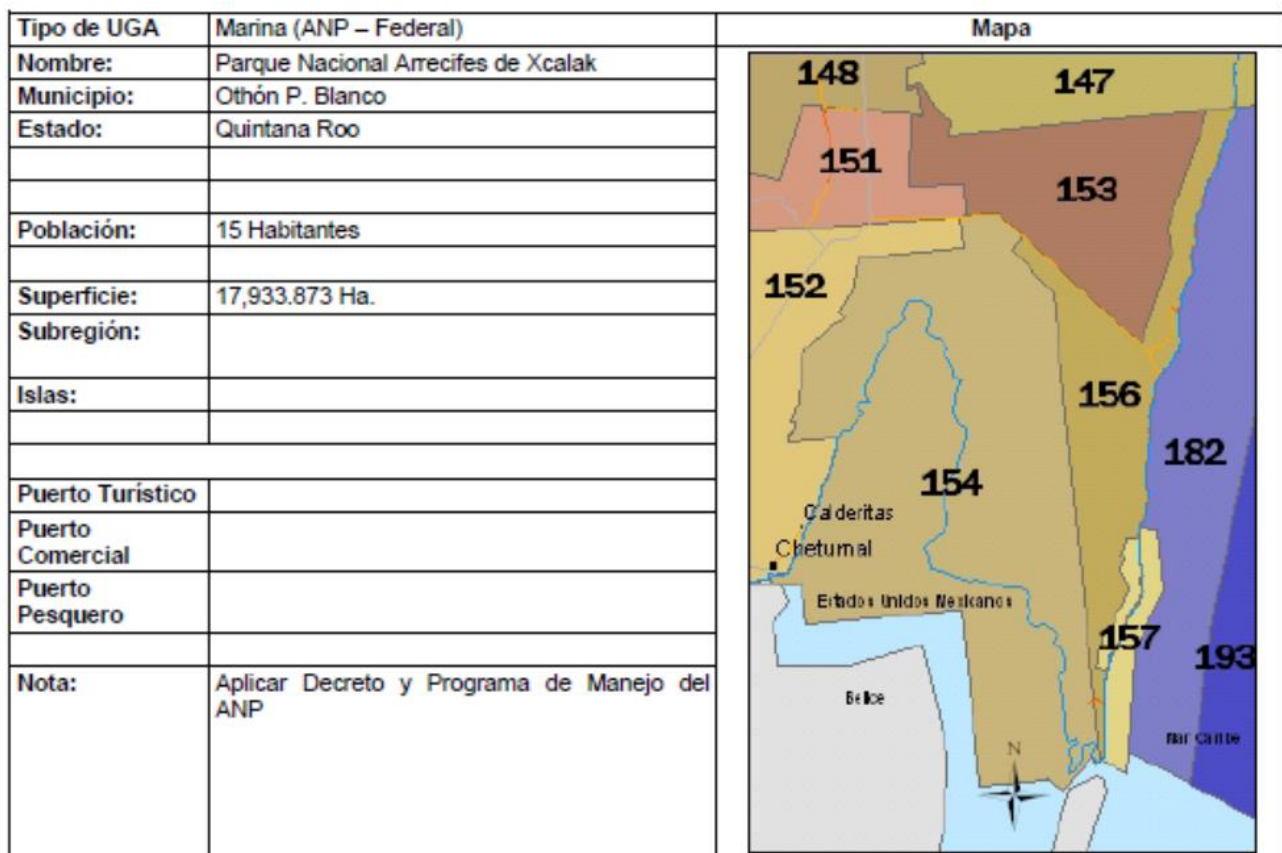 Tipo de UGA Marina (ANP – Federal) Mapa
Nombre: Parque Nacional Arrecifes de Xcalak
Municipio: Othón P. Blanco
Estado: Quintana Roo
Población: 15 Habitantes
Superficie: 17,933.873 Ha.
Subregión:
Islas:
Puerto Turístico
Puerto
Comercial
Puerto
Pesquero
Nota: Aplicar Decreto y Programa de Manejo del
ANP
148
147
151
153
152
156
182
154
Calderitas
Chetumal
Estados Unidos Mexicanos
157
193
Belice
Mar Caribe
N